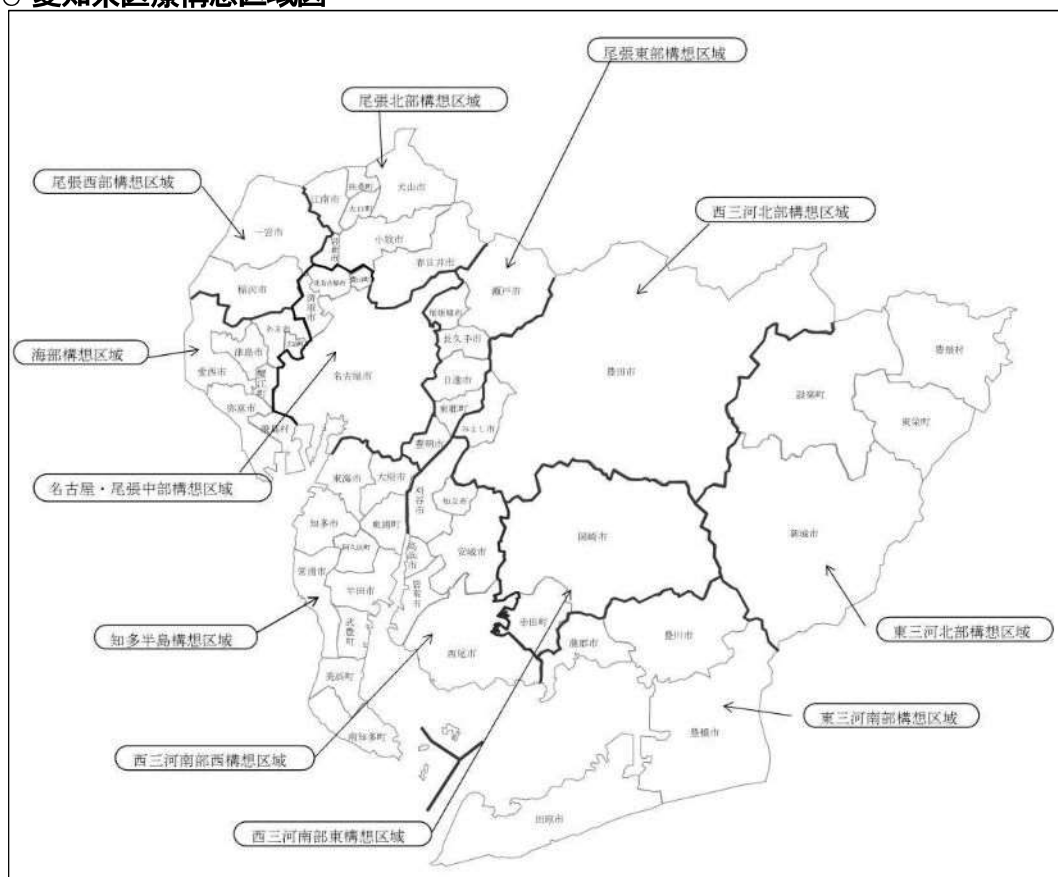 ○ 愛知県医療構想区域図
尾張東部構想区域
尾張北部構想区域
尾張西部構想区域
西三河北部構想区域
海部構想区域
名古屋・尾張中部構想区域
知多半島構想区域
東三河北部構想区域
東三河南部構想区域
西三河南部西構想区域
西三河南部東構想区域
犬山市
江南市
扶桑町
大口町
小牧市
一宮市
春日井市
稲沢市
瀬戸市
清須市
長久手市
津島市
愛西市
蟹江町
弥富市
飛島村
名古屋市
日進市
東郷町
みよし市
豊明市
豊田市
設楽町
豊根村
東栄町
新城市
東海市
大府市
刈谷市
知立市
知多市
東浦町
阿久比町
高浜市
安城市
岡崎市
常滑市
半田市
碧南市
武豊町
幸田町
西尾市
蒲郡市
豊川市
美浜町
南知多町
豊橋市
田原市